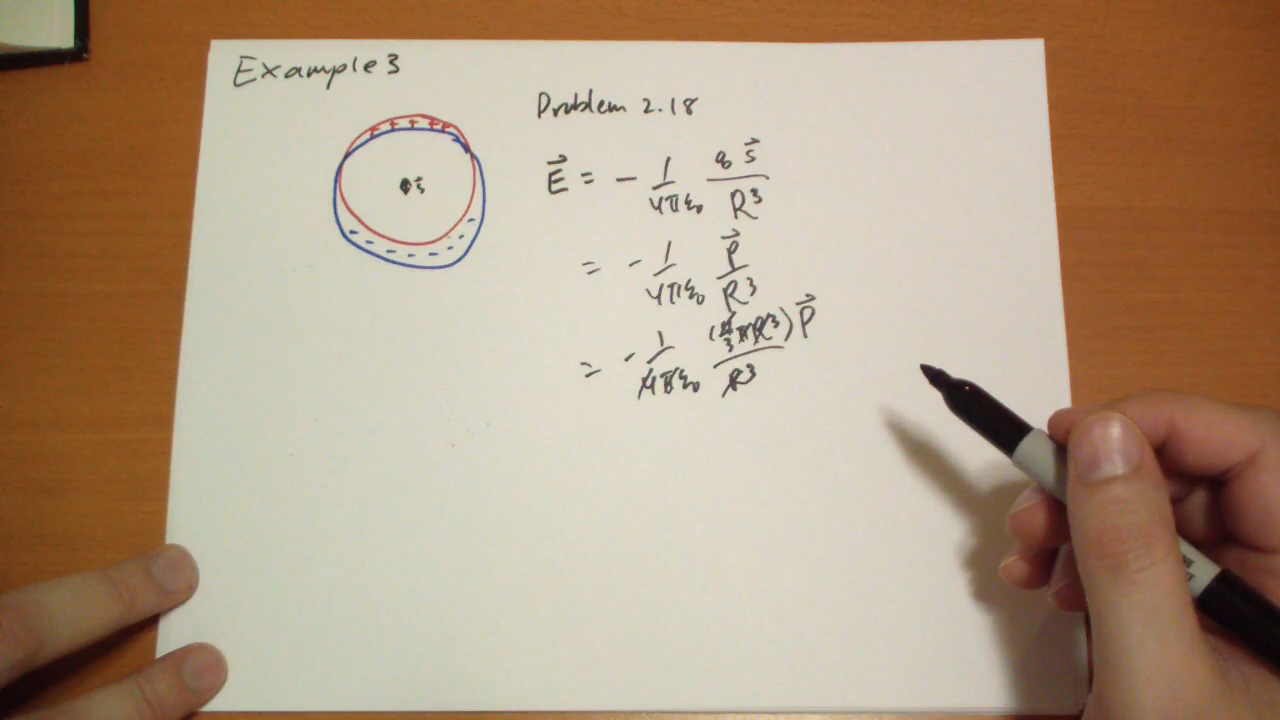 Example 3
Problem 2.18
+ + + + +
s⃗
- - - - - - - - -
E⃗ = - 1/4πε₀ q s⃗/R³
= - 1/4πε₀ p⃗/R³
= - 1/4πε₀ (4/3 πR³) P⃗/R³